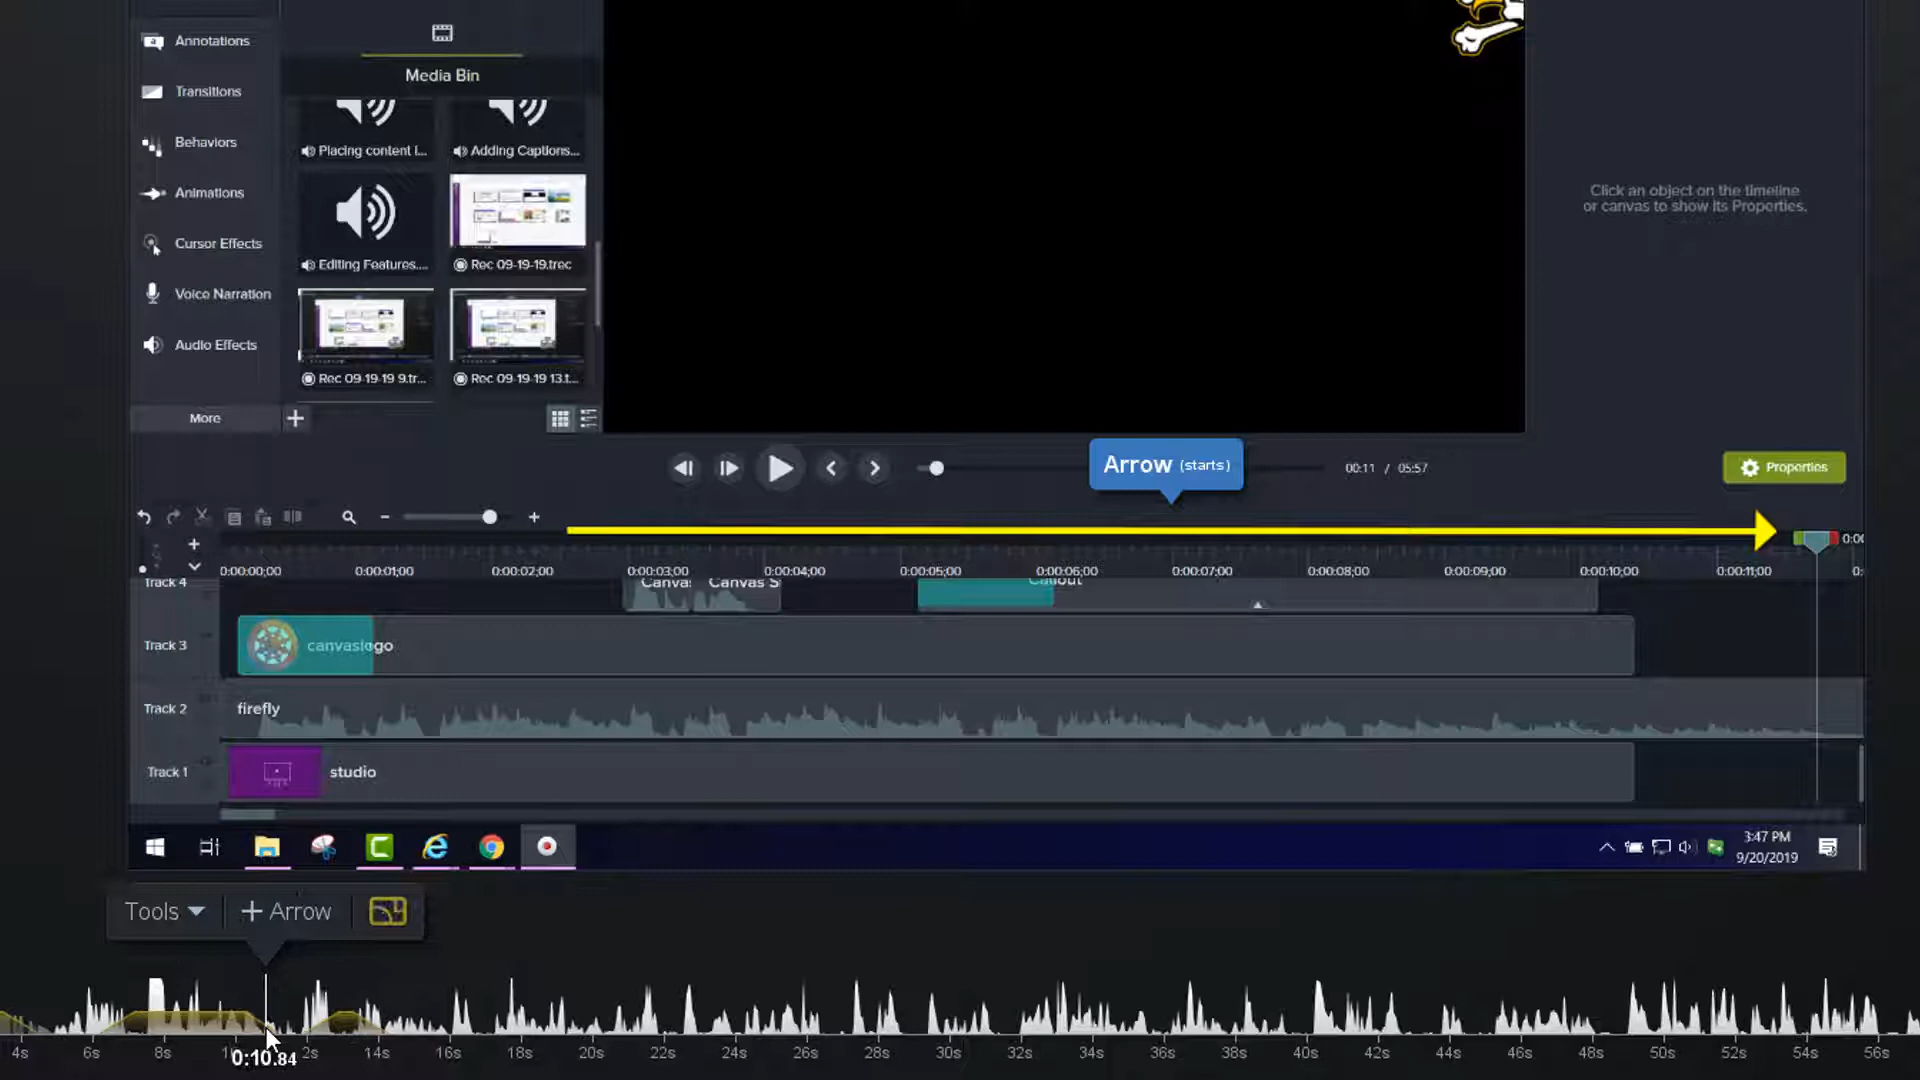 Annotations
Media Bin
Transitions
Placing content i...
Adding Captions...
Behaviors
Click an object on the timeline
or canvas to show its Properties.
Animations
Cursor Effects
Editing Features....
Rec 09-19-19.trec
Voice Narration
Audio Effects
Rec 09-19-19 9.tr...
Rec 09-19-19 13.t...
More
Arrow (starts)
00:11 / 05:57
Properties
0:00
0:00:00;00
0:00:01;00
0:00:02;00
0:00:03;00
0:00:04;00
0:00:05;00
0:00:06;00
0:00:07;00
0:00:08;00
0:00:09;00
0:00:10;00
0:00:11;00
0:
Track 4
Canvas
Canvas S
Callout
Track 3
canvaslogo
Track 2
firefly
Track 1
studio
3:47 PM
9/20/2019
Tools
+ Arrow
4s
6s
8s
0:10.84
2s
14s
16s
18s
20s
22s
24s
26s
28s
30s
32s
34s
36s
38s
40s
42s
44s
46s
48s
50s
52s
54s
56s